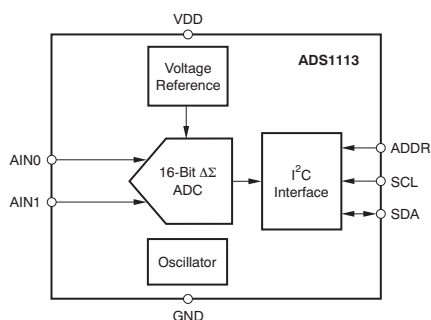 VDD
ADS1113
Voltage
Reference
AIN0
AIN1
16-Bit ΔΣ
ADC
I²C
Interface
ADDR
SCL
SDA
Oscillator
GND